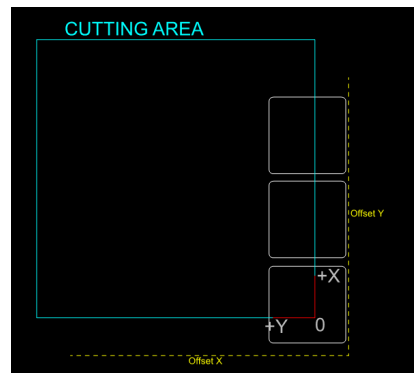 CUTTING AREA
Offset Y
+X
+Y
0
Offset X